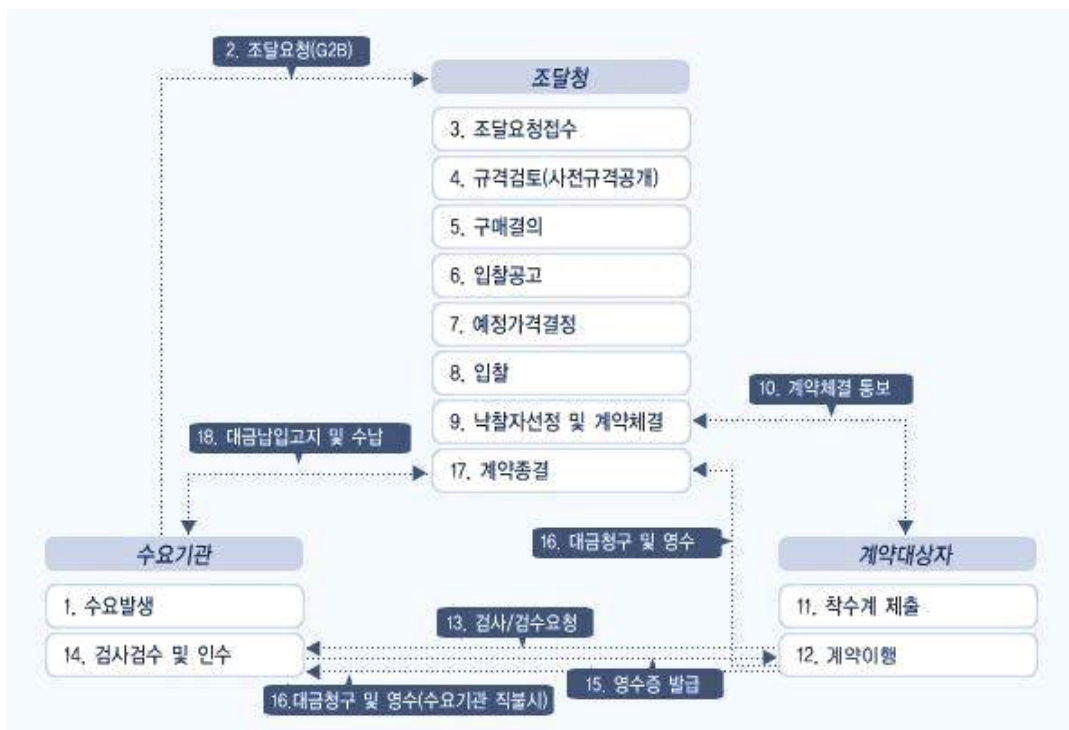 2. 조달요청(G2B)
조달청
3. 조달요청접수
4. 규격검토(사전규격공개)
5. 구매결의
6. 입찰공고
7. 예정가격결정
8. 입찰
10. 계약체결 통보
9. 낙찰자선정 및 계약체결
18. 대금납입고지 및 수납
17. 계약종결
16. 대금청구 및 영수
수요기관
계약대상자
1. 수요발생
11. 착수계 제출
13. 검사/검수요청
14. 검사검수 및 인수
12. 계약이행
15. 영수증 발급
16.대금청구 및 영수(수요기관 직불시)